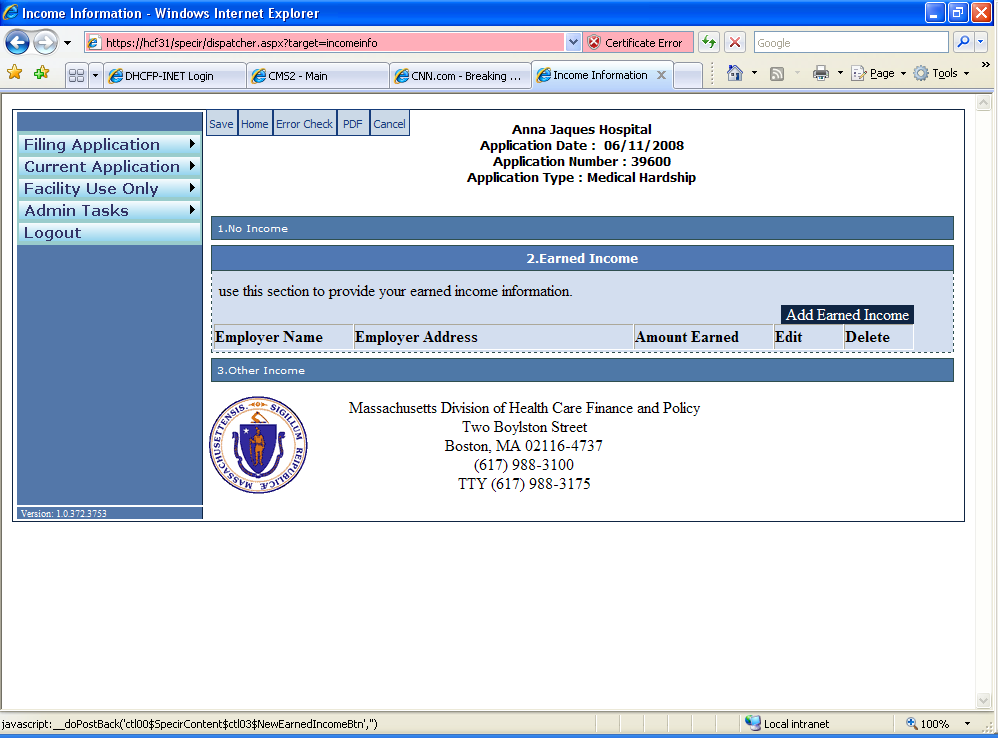 Income Information - Windows Internet Explorer
https://hcf31/specir/dispatcher.aspx?target=incomeinfo
Certificate Error
Google
DHCFP-INET Login
CMS2 - Main
CNN.com - Breaking ...
Income Information
Page
Tools
Save Home Error Check PDF Cancel
Anna Jaques Hospital
Application Date : 06/11/2008
Application Number : 39600
Application Type : Medical Hardship
Filing Application
Current Application
Facility Use Only
Admin Tasks
Logout
1.No Income
2.Earned Income
use this section to provide your earned income information.
Add Earned Income
Employer Name Employer Address Amount Earned Edit Delete
3.Other Income
MASSACHUSETTENSIS. SIGILLUM REIPUBLICÆ
Massachusetts Division of Health Care Finance and Policy
Two Boylston Street
Boston, MA 02116-4737
(617) 988-3100
TTY (617) 988-3175
Version: 1.0.372.3753
javascript:__doPostBack('ctl00$SpecirContent$ctl03$NewEarnedIncomeBtn','')
Local intranet
100%